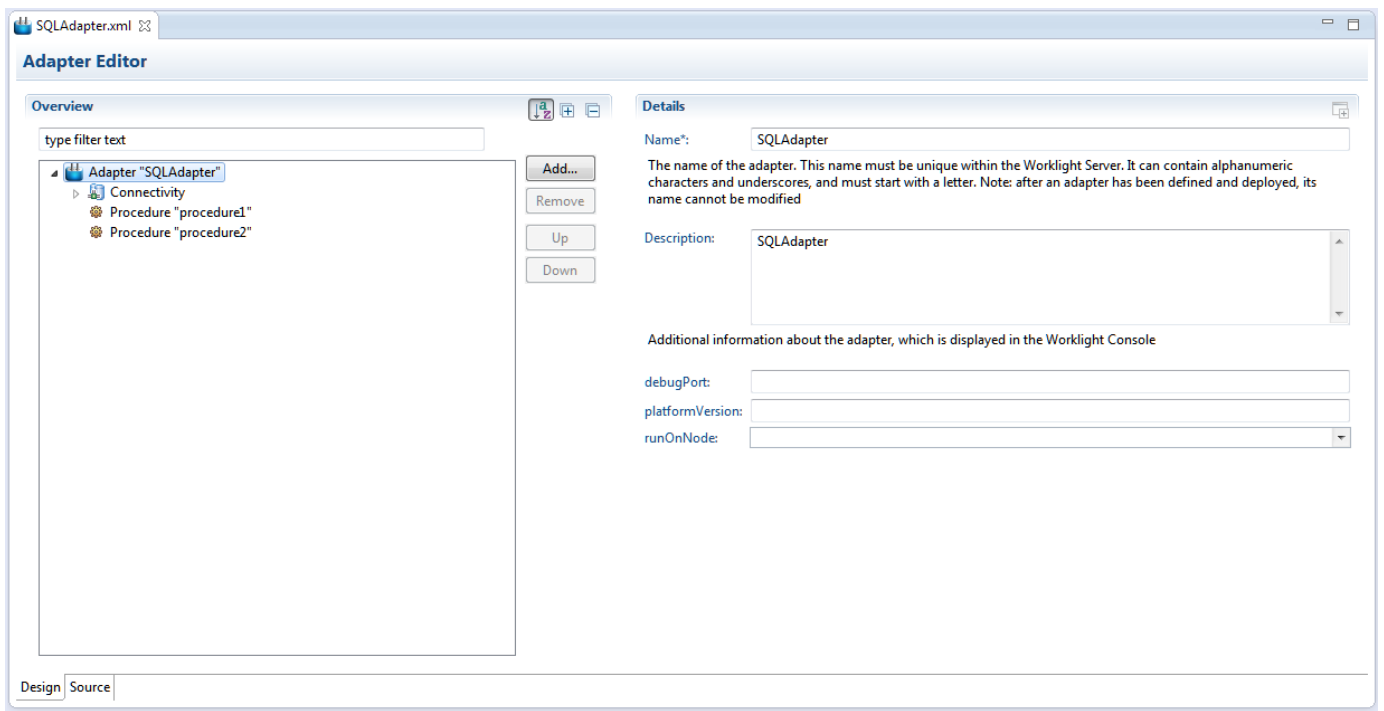 SQLAdapter.xml
Adapter Editor
Overview
type filter text
Adapter "SQLAdapter"
Connectivity
Procedure "procedure1"
Procedure "procedure2"
Add...
Remove
Up
Down
Details
Name*: SQLAdapter
The name of the adapter. This name must be unique within the Worklight Server. It can contain alphanumeric
characters and underscores, and must start with a letter. Note: after an adapter has been defined and deployed, its
name cannot be modified
Description: SQLAdapter
Additional information about the adapter, which is displayed in the Worklight Console
debugPort:
platformVersion:
runOnNode:
Design Source